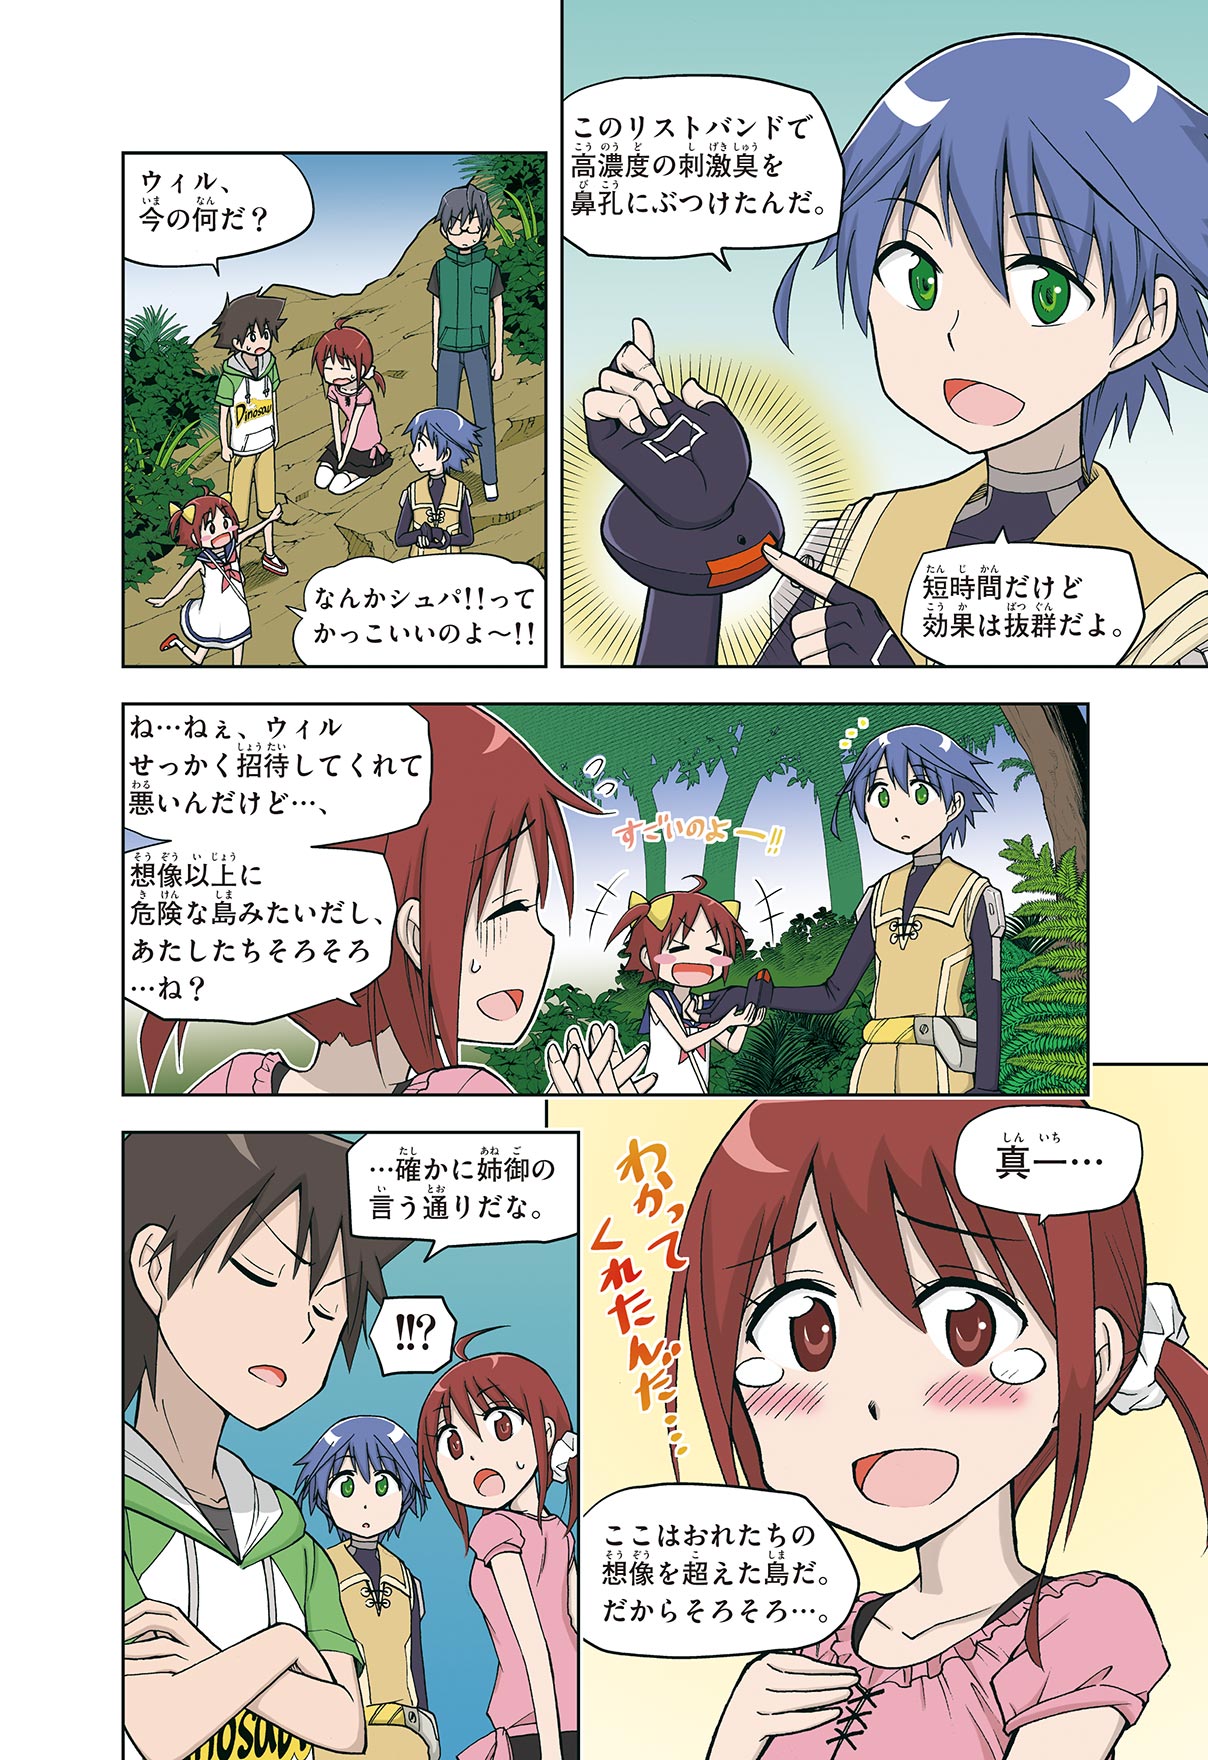 ウィル、
今の何だ？
Dinosau
なんかシュパ!!って
かっこいいのよ〜!!
このリストバンドで
高濃度の刺激臭を
鼻孔にぶつけたんだ。
短時間だけど
効果は抜群だよ。
ね…ねぇ、ウィル
せっかく招待してくれて
悪いんだけど…、
想像以上に
危険な島みたいだし、
あたしたちそろそろ
…ね？
すごいのよー!!
…確かに姉御の
言う通りだな。
!!?
真一…
わかって
くれたんだ…
ここはおれたちの
想像を超えた島だ。
だからそろそろ…。